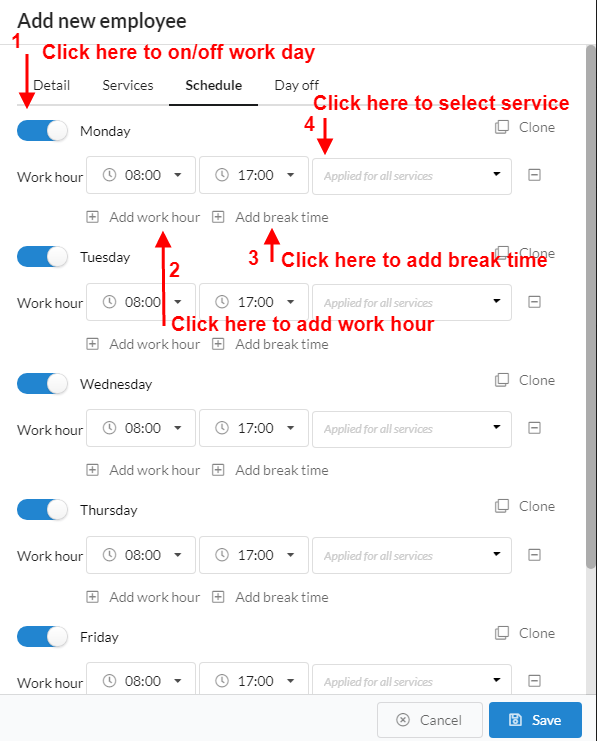 Add new employee
1
Click here to on/off work day
Detail Services Schedule Day off
Click here to select service
4
Monday Clone
Work hour 08:00 17:00 Applied for all services
Add work hour Add break time
Tuesday Clone
2
3 Click here to add break time
Work hour 08:00 17:00 Applied for all services
Click here to add work hour
Add work hour Add break time
Wednesday Clone
Work hour 08:00 17:00 Applied for all services
Add work hour Add break time
Thursday Clone
Work hour 08:00 17:00 Applied for all services
Add work hour Add break time
Friday Clone
Work hour 08:00 17:00 Applied for all services
Cancel Save